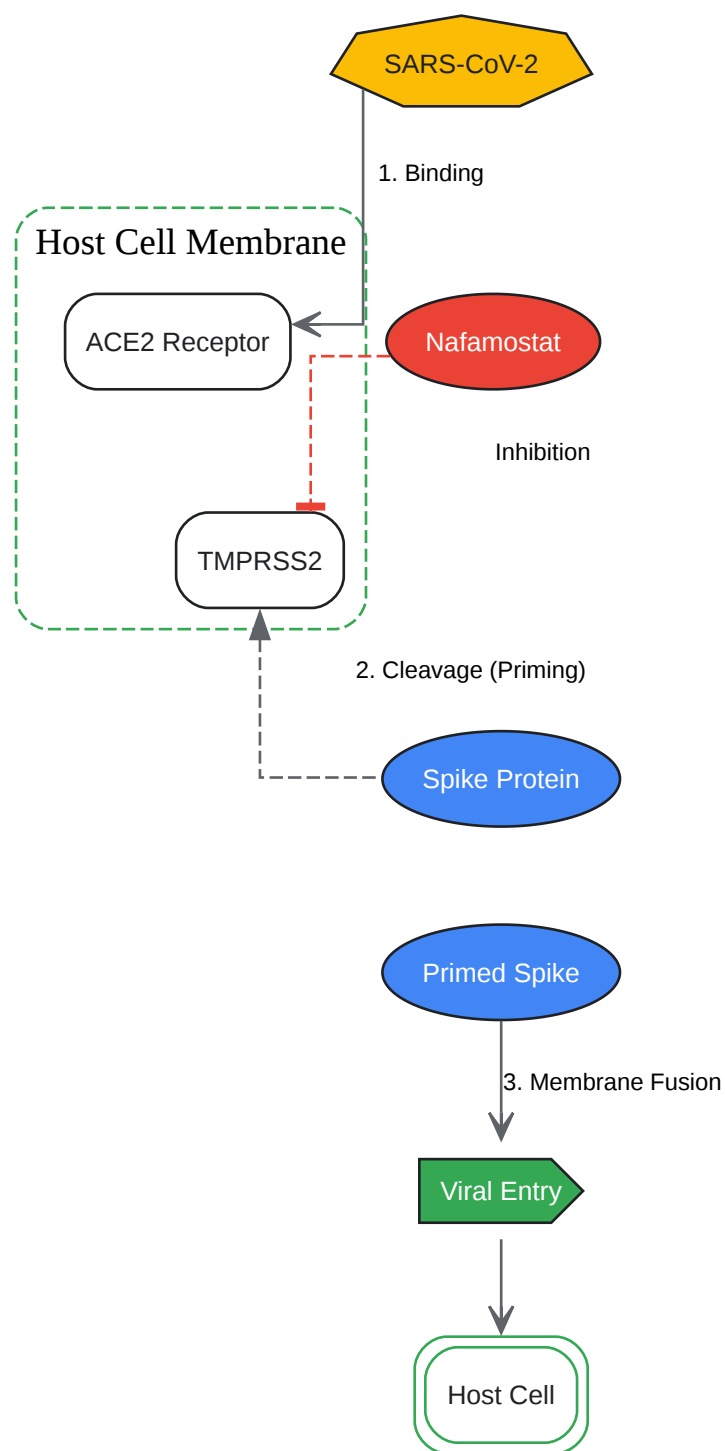 SARS-CoV-2
1. Binding
Host Cell Membrane
ACE2 Receptor
Nafamostat
Inhibition
TMPRSS2
2. Cleavage (Priming)
Spike Protein
Primed Spike
3. Membrane Fusion
Viral Entry
Host Cell